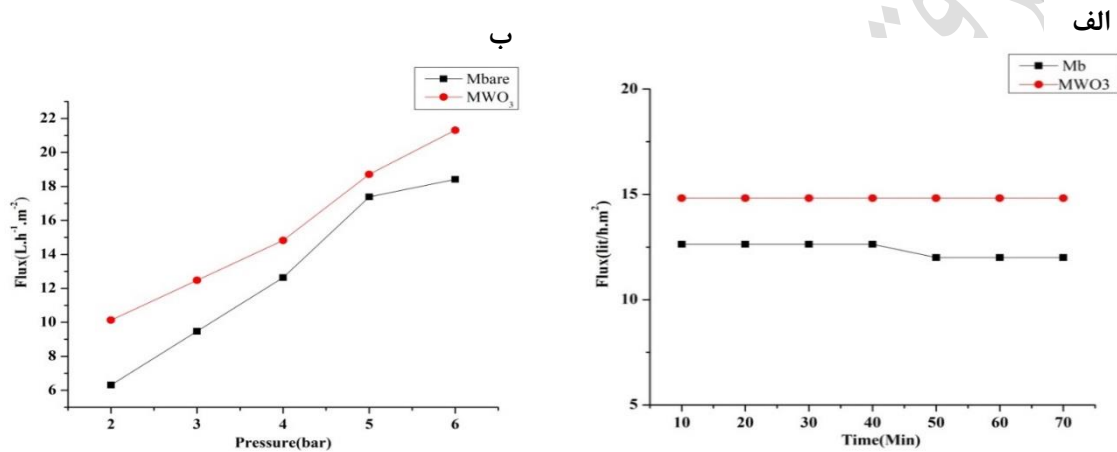 الف
Mb
MWO3
20
15
10
5
Flux(lit/h.m²)
10 20 30 40 50 60 70
Time(Min)
ب
Mbare
MWO₃
22
20
18
16
14
12
10
8
6
Flux(L.h⁻¹.m⁻²)
2 3 4 5 6
Pressure(bar)